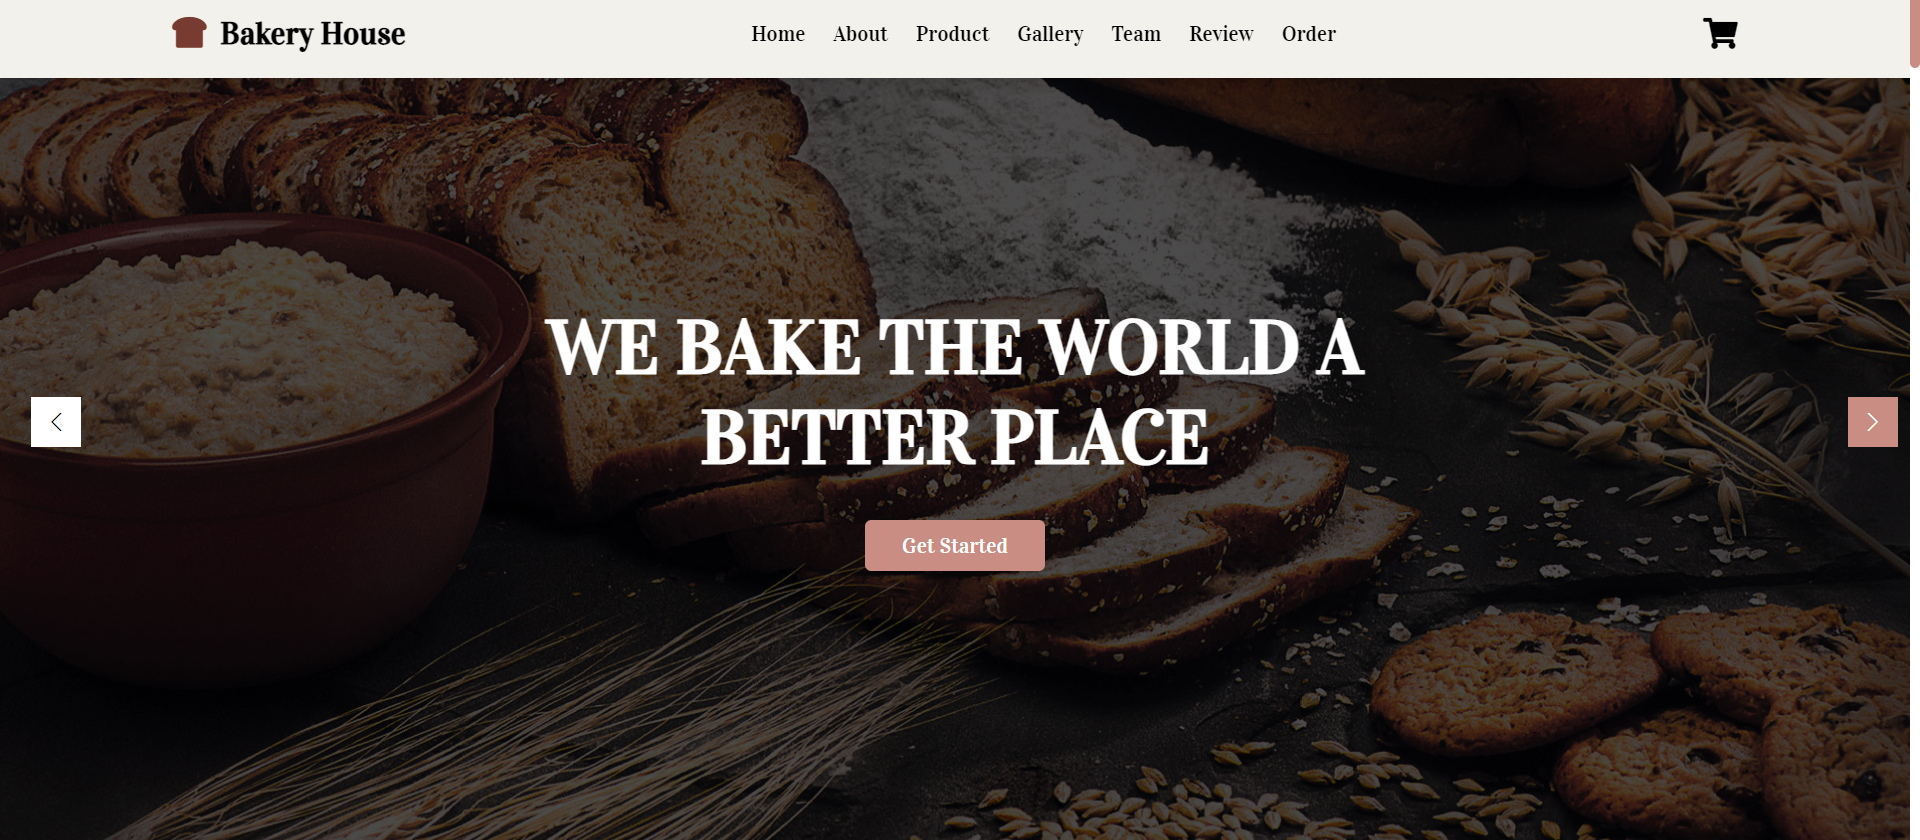 Bakery House
Home About Product Gallery Team Review Order
WE BAKE THE WORLD A
BETTER PLACE
Get Started